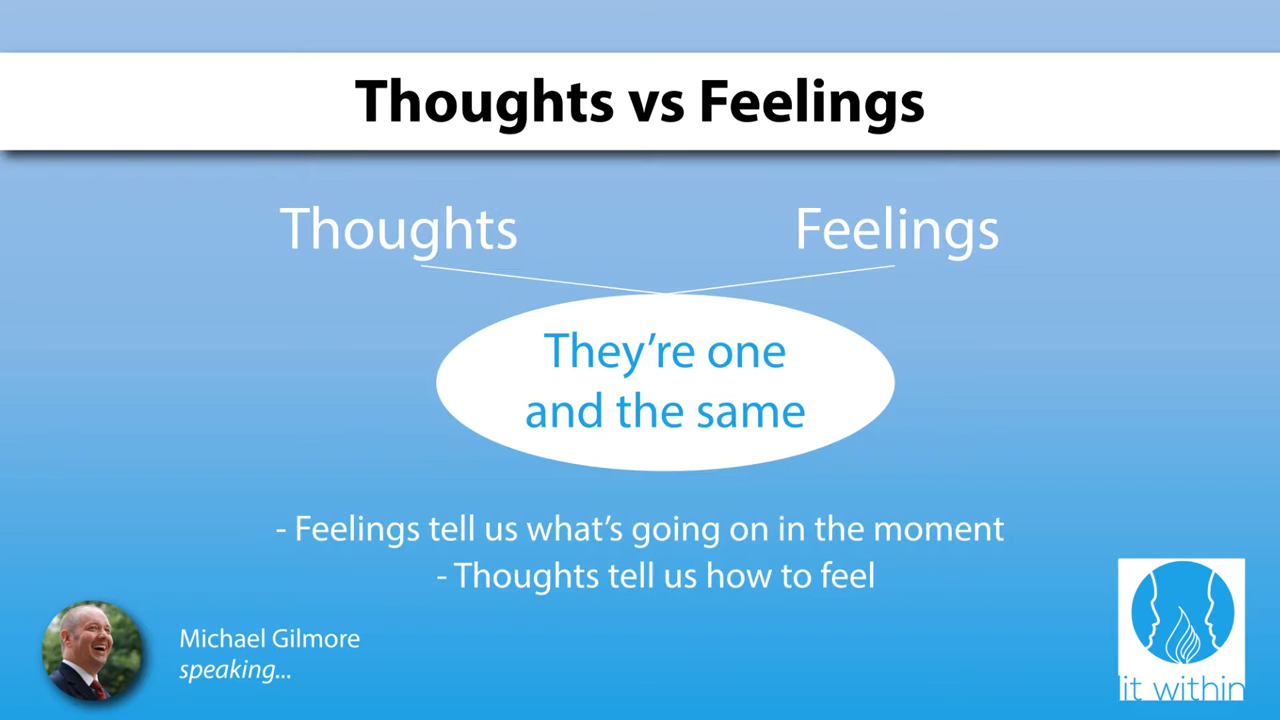 Thoughts vs Feelings
Thoughts
Feelings
They’re one
and the same
- Feelings tell us what’s going on in the moment
- Thoughts tell us how to feel
Michael Gilmore
speaking...
lit within